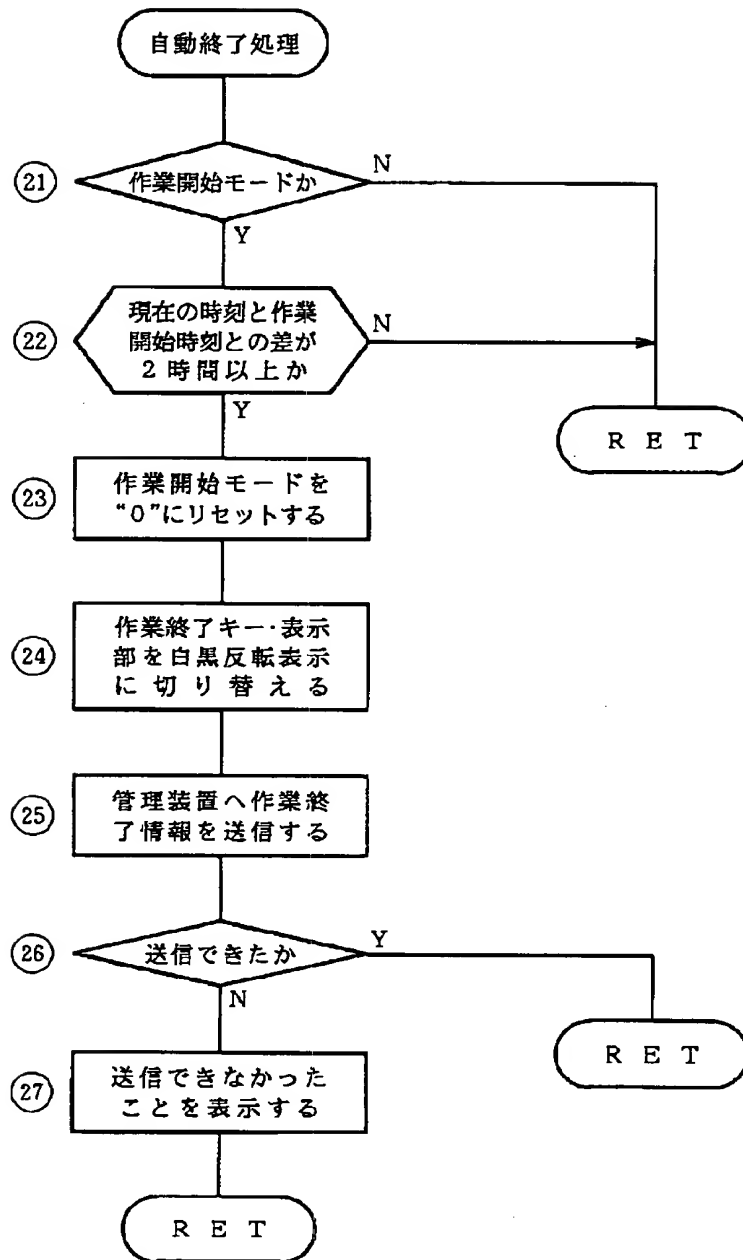 自動終了処理
21
作業開始モードか
N
Y
22
現在の時刻と作業
開始時刻との差が
2時間以上か
N
Y
RET
23
作業開始モードを
“0”にリセットする
24
作業終了キー・表示
部を白黒反転表示
に切り替える
25
管理装置へ作業終
了情報を送信する
26
送信できたか
Y
N
RET
27
送信できなかった
ことを表示する
RET